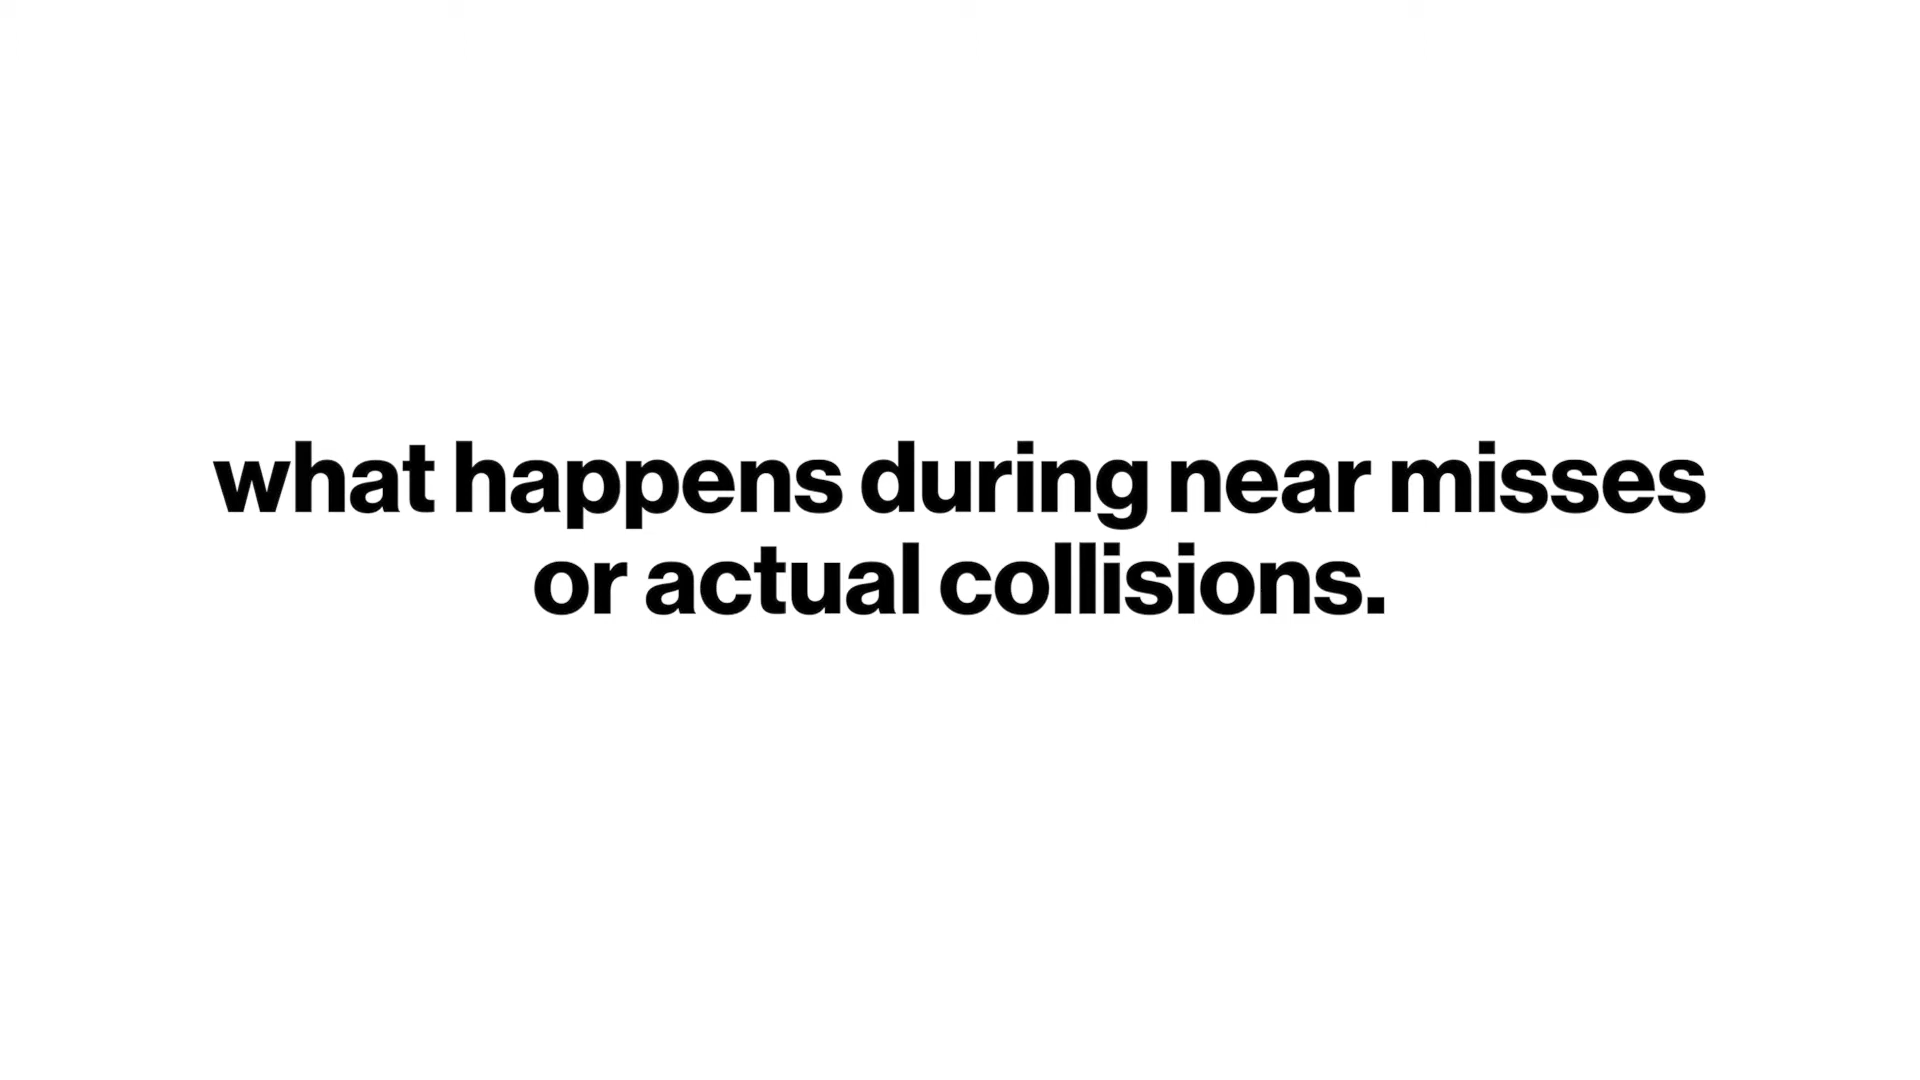 what happens during near misses
or actual collisions.